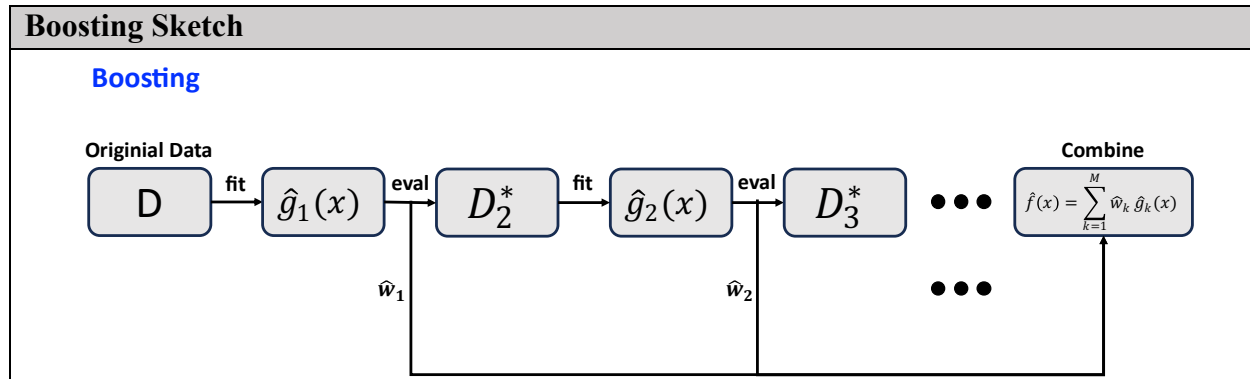 Boosting Sketch
Boosting
Originial Data
Combine
D
fit
ĝ₁(x)
eval
D₂*
fit
ĝ₂(x)
eval
D₃*
●●●
f̂(x) = ∑ₖ₌₁ᴹ ŵₖ ĝₖ(x)
ŵ₁
ŵ₂
●●●